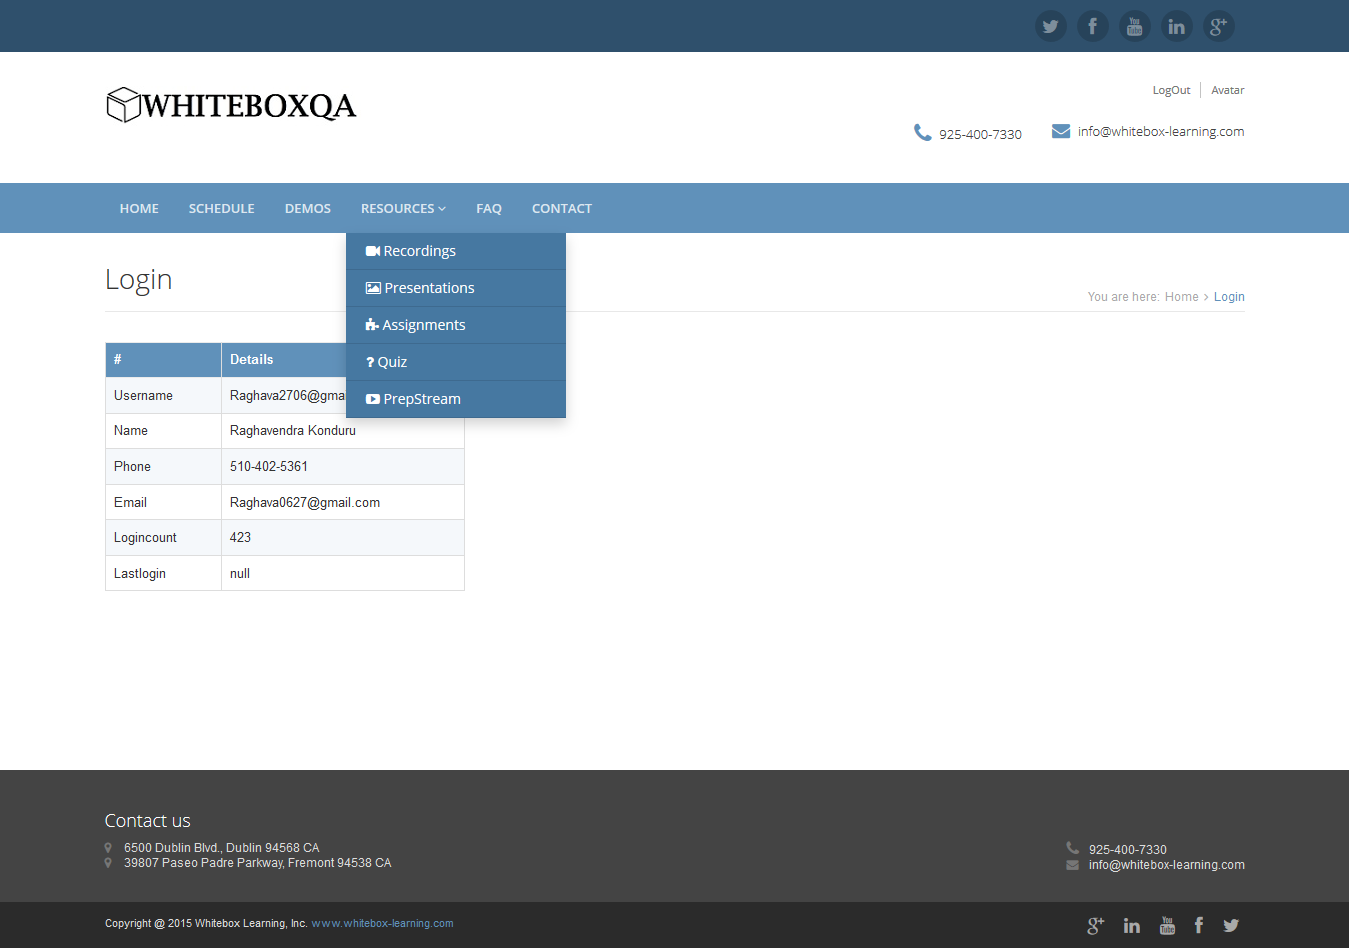 WHITEBOXQA
LogOut Avatar
925-400-7330 info@whitebox-learning.com
HOME SCHEDULE DEMOS RESOURCES FAQ CONTACT
Recordings
Presentations
Assignments
? Quiz
PrepStream
Login
You are here: Home > Login
# Details
Username Raghava2706@gma
Name Raghavendra Konduru
Phone 510-402-5361
Email Raghava0627@gmail.com
Logincount 423
Lastlogin null
Contact us
6500 Dublin Blvd., Dublin 94568 CA
39807 Paseo Padre Parkway, Fremont 94538 CA
925-400-7330
info@whitebox-learning.com
Copyright @ 2015 Whitebox Learning, Inc. www.whitebox-learning.com